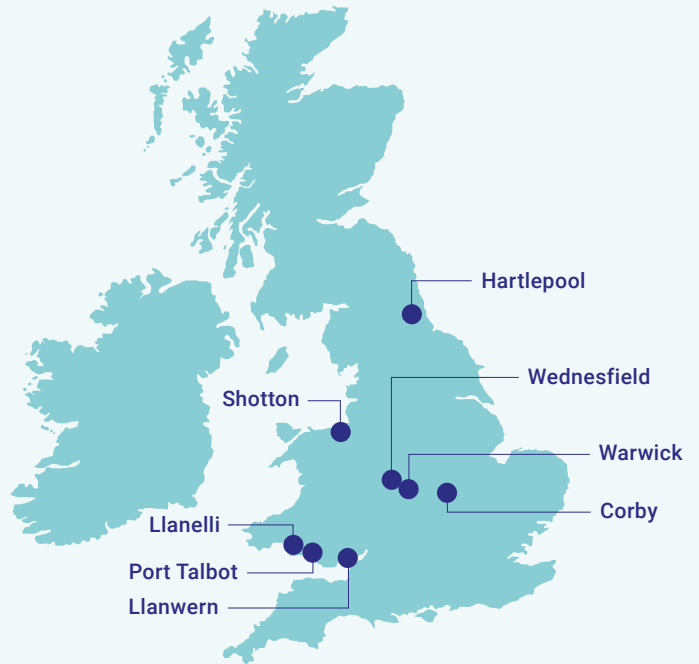 Hartlepool
Wednesfield
Shotton
Warwick
Corby
Llanelli
Port Talbot
Llanwern